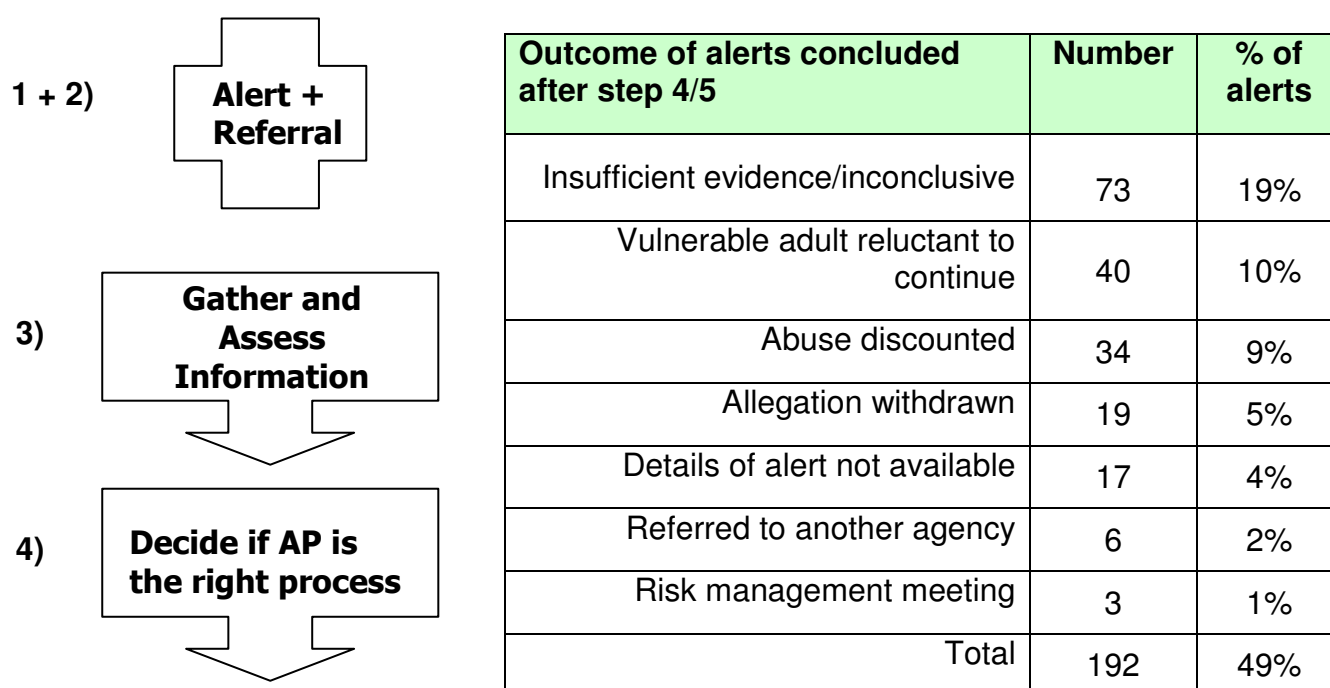 1 + 2)
Alert +
Referral
3)
Gather and
Assess
Information
4)
Decide if AP is
the right process
Outcome of alerts concluded
after step 4/5
Number
% of
alerts
Insufficient evidence/inconclusive 73 19%
Vulnerable adult reluctant to
continue 40 10%
Abuse discounted 34 9%
Allegation withdrawn 19 5%
Details of alert not available 17 4%
Referred to another agency 6 2%
Risk management meeting 3 1%
Total 192 49%